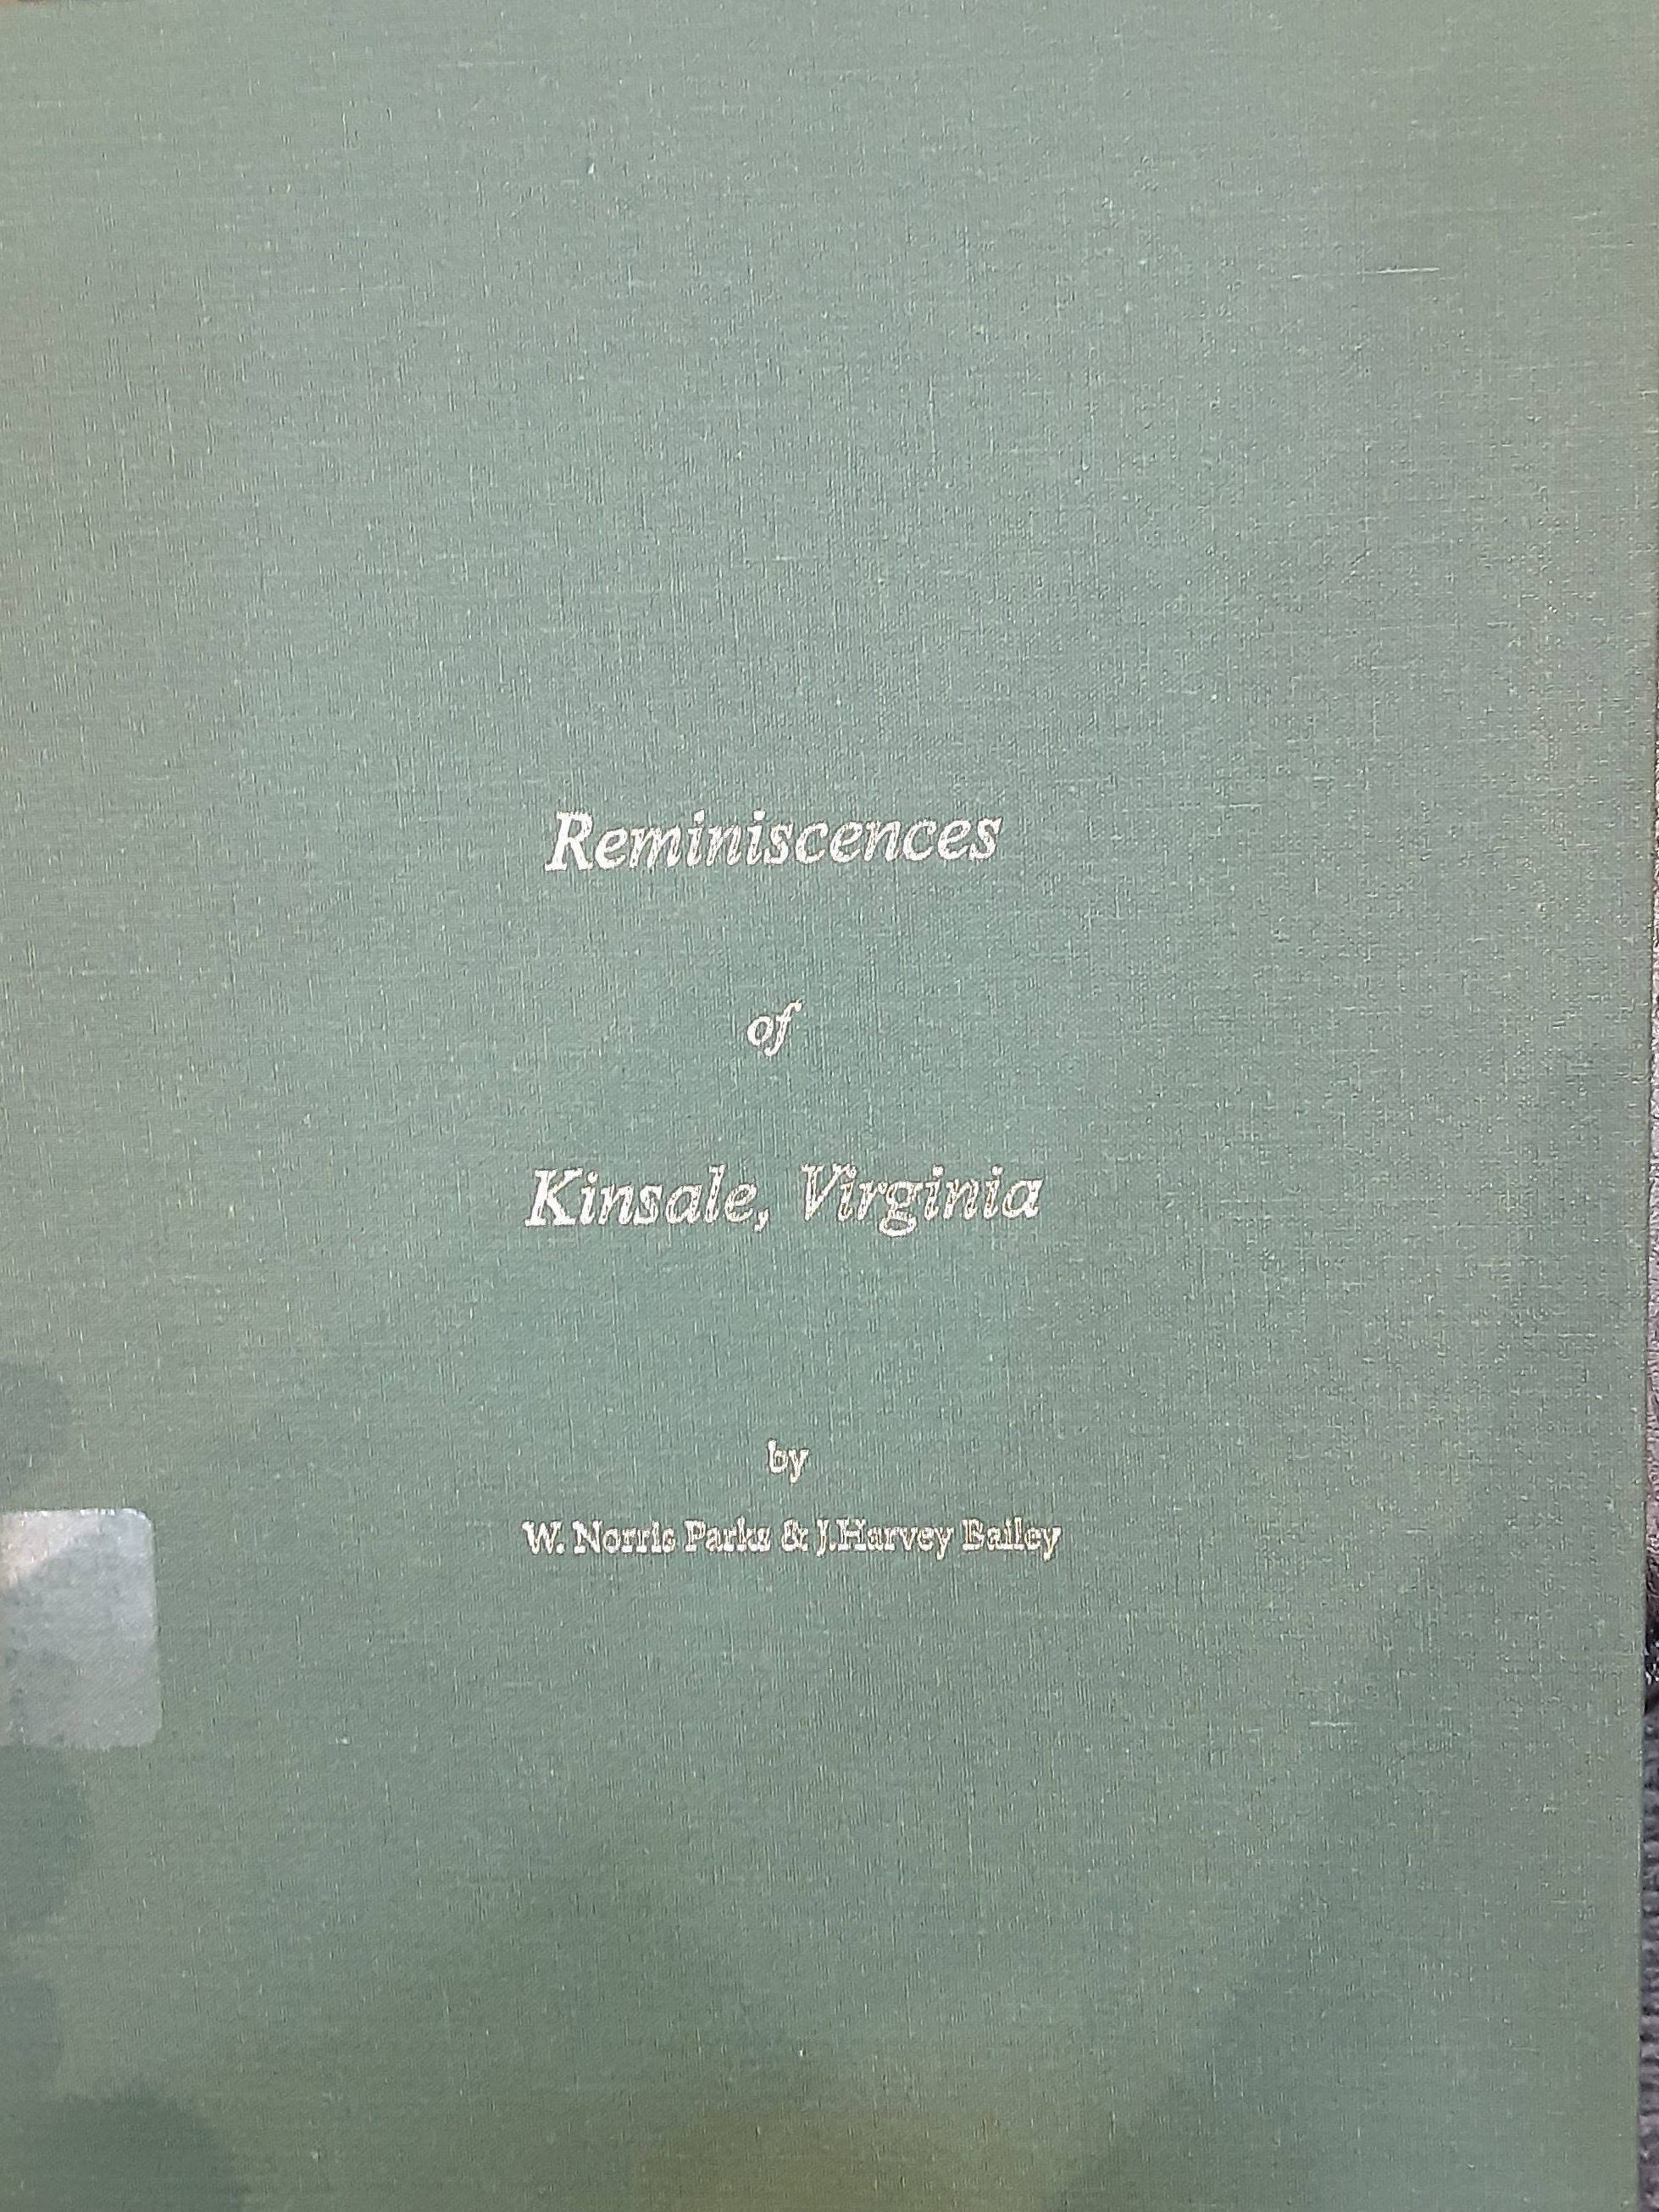 Reminiscences
of
Kinsale, Virginia
by
W. Norris Parks & J.Harvey Bailey